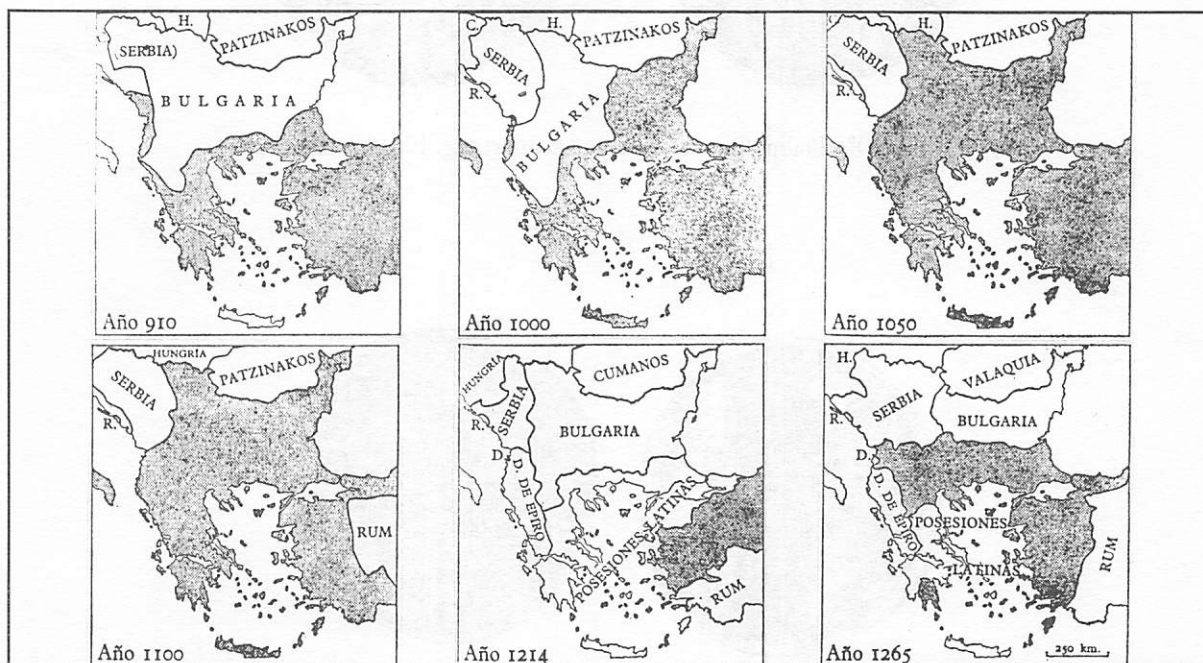 H.
(SERBIA)
PATZINAKOS
BULGARIA
Año 910
C.
H.
PATZINAKOS
SERBIA
R.
BULGARIA
Año 1000
H.
PATZINAKOS
SERBIA
R.
Año 1050
HUNGRÍA
PATZINAKOS
SERBIA
R.
RUM
Año 1100
HUNGRÍA
CUMANOS
SERBIA
R.
BULGARIA
D.
D. DE EPIRO
POSESIONES LATINAS
RUM
Año 1214
H.
VALAQUIA
SERBIA
BULGARIA
R.
D.
D. DE EPIRO
POSESIONES
LATINAS
RUM
Año 1265
250 km.